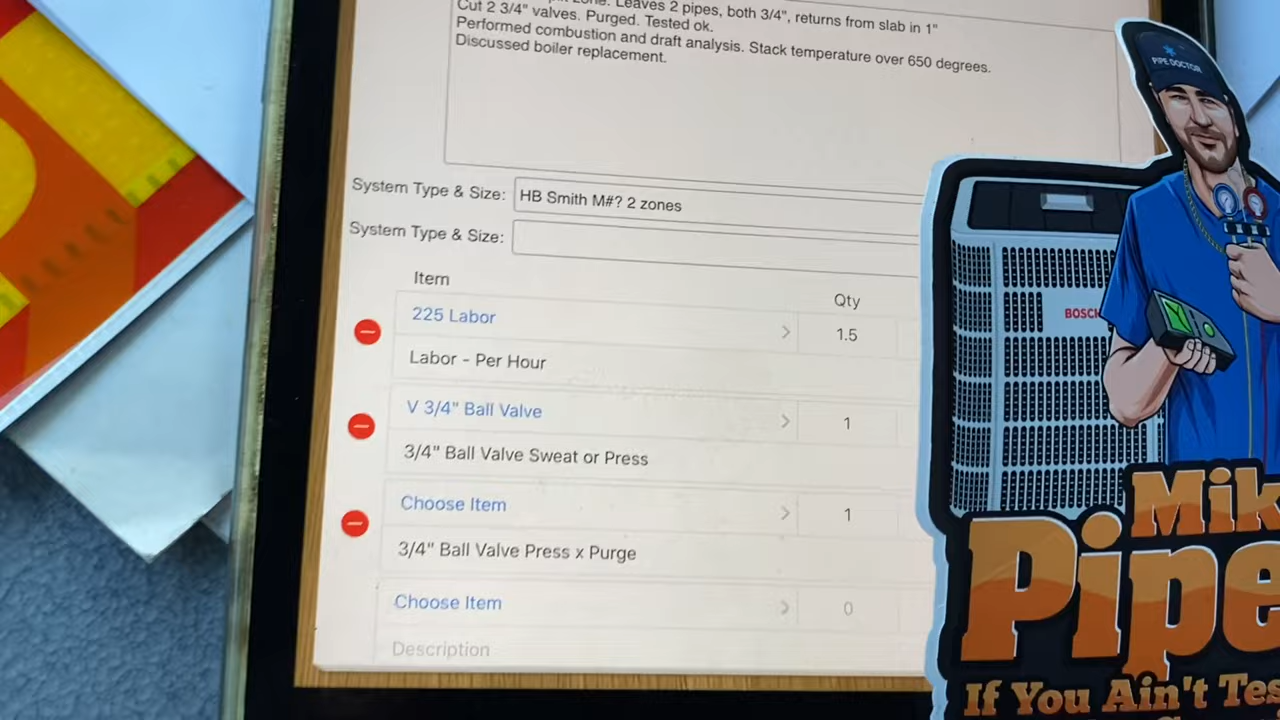 Leaves 2 pipes, both 3/4", returns from slab in 1"
Cut 2 3/4" valves. Purged. Tested ok.
Performed combustion and draft analysis. Stack temperature over 650 degrees.
Discussed boiler replacement.
System Type & Size: HB Smith M#? 2 zones
System Type & Size:
Item Qty
225 Labor 1.5
Labor - Per Hour
V 3/4" Ball Valve 1
3/4" Ball Valve Sweat or Press
Choose Item 1
3/4" Ball Valve Press x Purge
Choose Item 0
Description
PIPE DOCTOR
BOSCH
Mik
Pipe
If You Ain't Tes